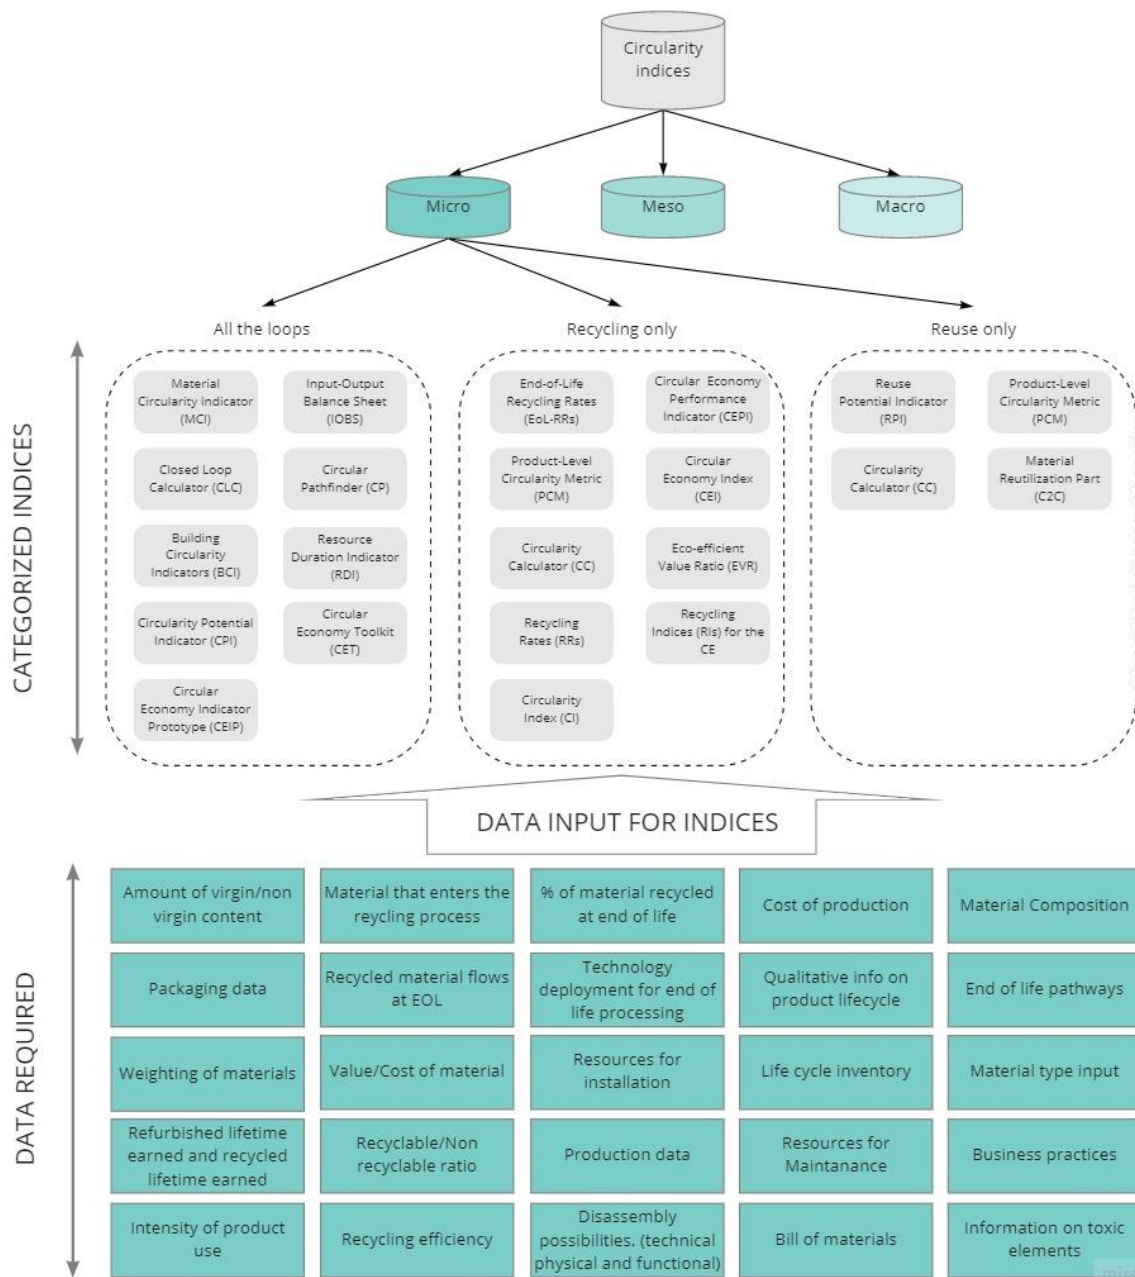 Circularity
indices
Micro
Meso
Macro
All the loops
Recycling only
Reuse only
CATEGORIZED INDICES
Material
Circularity Indicator
(MCI)
Input-Output
Balance Sheet
(IOBS)
Closed Loop
Calculator (CLC)
Circular
Pathfinder (CP)
Building
Circularity
Indicators (BCI)
Resource
Duration Indicator
(RDI)
Circularity Potential
Indicator (CPI)
Circular
Economy Toolkit
(CET)
Circular
Economy Indicator
Prototype (CEIP)
End-of-Life
Recycling Rates
(EoL-RRs)
Circular Economy
Performance
Indicator (CEPI)
Product-Level
Circularity Metric
(PCM)
Circular
Economy Index
(CEI)
Circularity
Calculator (CC)
Eco-efficient
Value Ratio (EVR)
Recycling
Rates (RRs)
Recycling
Indices (RIs) for the
CE
Circularity
Index (CI)
Reuse
Potential Indicator
(RPI)
Product-Level
Circularity Metric
(PCM)
Circularity
Calculator (CC)
Material
Reutilization Part
(C2C)
DATA INPUT FOR INDICES
DATA REQUIRED
Amount of virgin/non
virgin content
Material that enters the
reycling process
% of material recycled
at end of life
Cost of production
Material Composition
Packaging data
Recycled material flows
at EOL
Technology
deployment for end of
life processing
Qualitative info on
product lifecycle
End of life pathways
Weighting of materials
Value/Cost of material
Resources for
installation
Life cycle inventory
Material type input
Refurbished lifetime
earned and recycled
lifetime earned
Recyclable/Non
recyclable ratio
Production data
Resources for
Maintanance
Business practices
Intensity of product
use
Recycling efficiency
Disassembly
possibilities. (technical
physical and functional)
Bill of materials
Information on toxic
elements